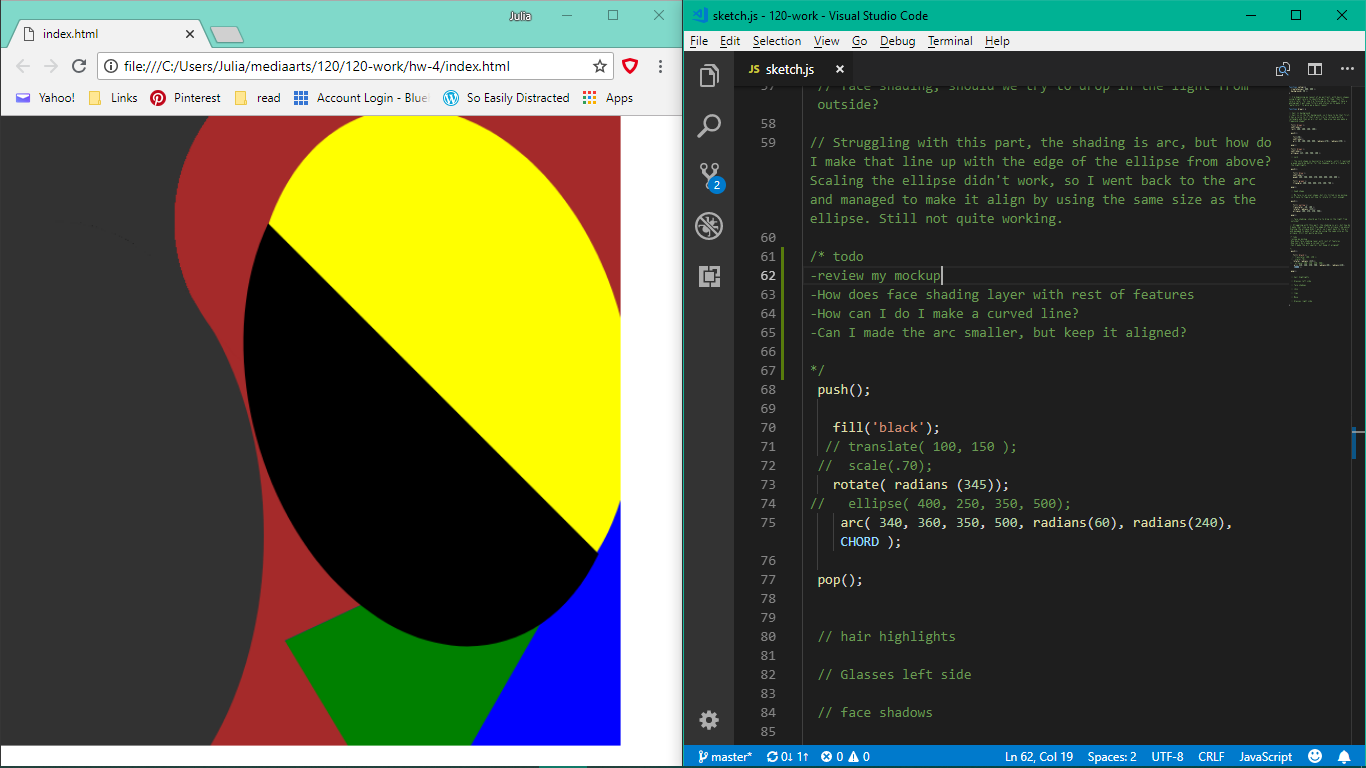 Julia
index.html
file:///C:/Users/Julia/mediaarts/120/120-work/hw-4/index.html
Yahoo! Links Pinterest read Account Login - Blue So Easily Distracted Apps
sketch.js - 120-work - Visual Studio Code
File Edit Selection View Go Debug Terminal Help
JS sketch.js
2
57 // face shading, should we try to drop in the light from
outside?
58
59 // Struggling with this part, the shading is arc, but how do
I make that line up with the edge of the ellipse from above?
Scaling the ellipse didn't work, so I went back to the arc
and managed to make it align by using the same size as the
ellipse. Still not quite working.
60
61 /* todo
62 -review my mockup
63 -How does face shading layer with rest of features
64 -How can I do I make a curved line?
65 -Can I made the arc smaller, but keep it aligned?
66
67 */
68 push();
69
70 fill('black');
71 // translate( 100, 150 );
72 // scale(.70);
73 rotate( radians (345));
74 // ellipse( 400, 250, 350, 500);
75 arc( 340, 360, 350, 500, radians(60), radians(240),
CHORD );
76
77 pop();
78
79
80 // hair highlights
81
82 // Glasses left side
83
84 // face shadows
85
master* 0↓ 1↑ 0 0 Ln 62, Col 19 Spaces: 2 UTF-8 CRLF JavaScript